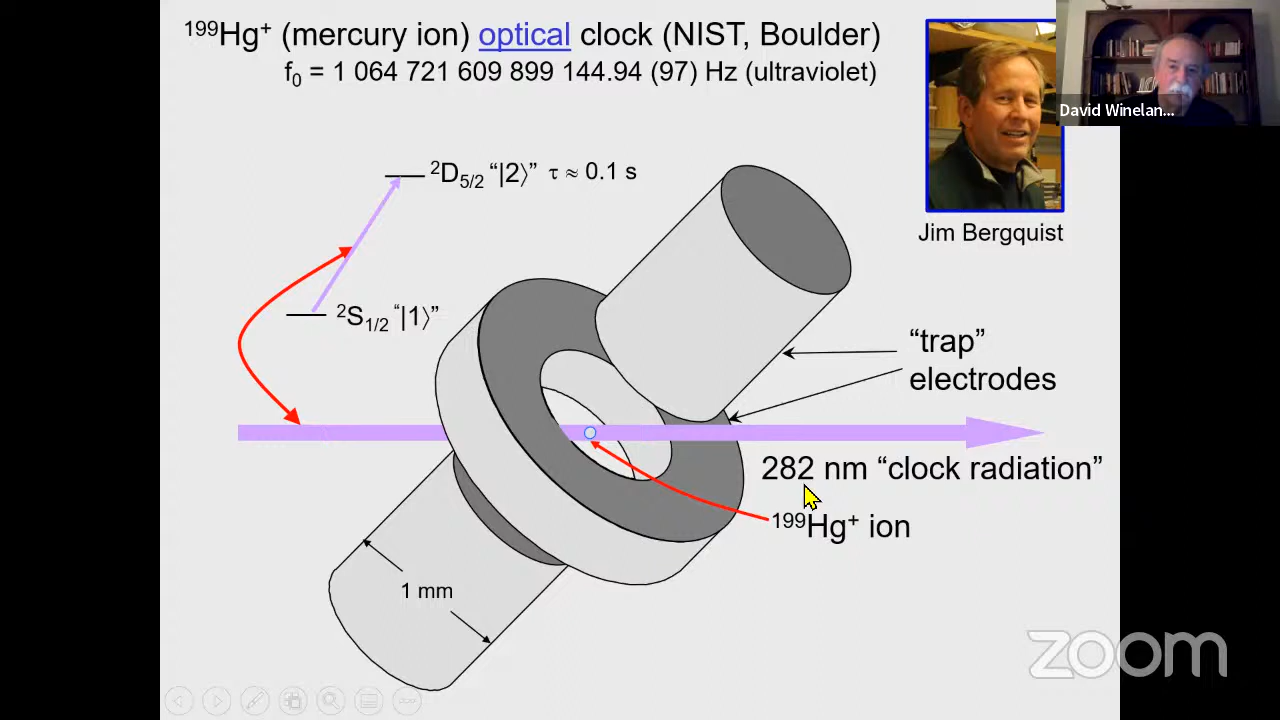 ¹⁹⁹Hg⁺ (mercury ion) optical clock (NIST, Boulder)
f₀ = 1 064 721 609 899 144.94 (97) Hz (ultraviolet)
David Winelan...
²D₅/₂ “|2⟩” τ ≈ 0.1 s
Jim Bergquist
²S₁/₂ “|1⟩”
“trap”
electrodes
282 nm “clock radiation”
¹⁹⁹Hg⁺ ion
1 mm
zoom